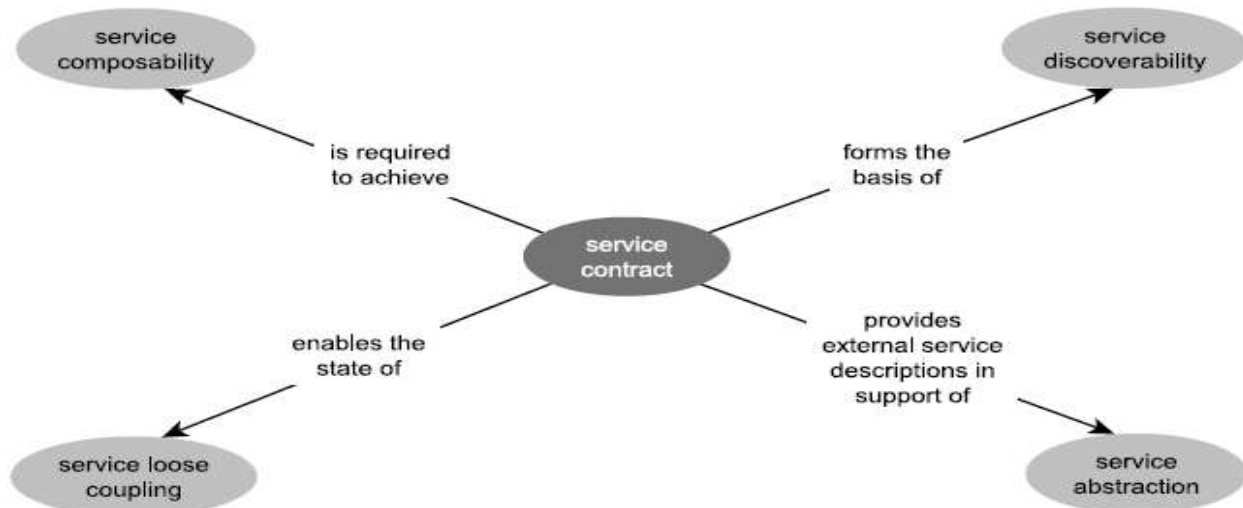 service
composability
service
discoverability
is required
to achieve
forms the
basis of
service
contract
enables the
state of
provides
external service
descriptions in
support of
service loose
coupling
service
abstraction